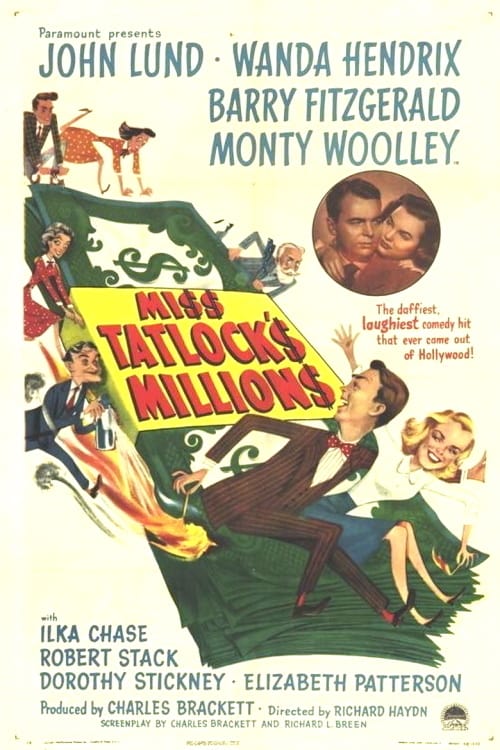 Paramount presents
JOHN LUND · WANDA HENDRIX
BARRY FITZGERALD
MONTY WOOLLEY
The daffiest,
laughiest comedy hit
that ever came out
of Hollywood!
MI$$
TATLOCK'$
MILLION$
with
ILKA CHASE
ROBERT STACK
DOROTHY STICKNEY · ELIZABETH PATTERSON
Produced by CHARLES BRACKETT · Directed by RICHARD HAYDN
SCREENPLAY BY CHARLES BRACKETT AND RICHARD L. BREEN